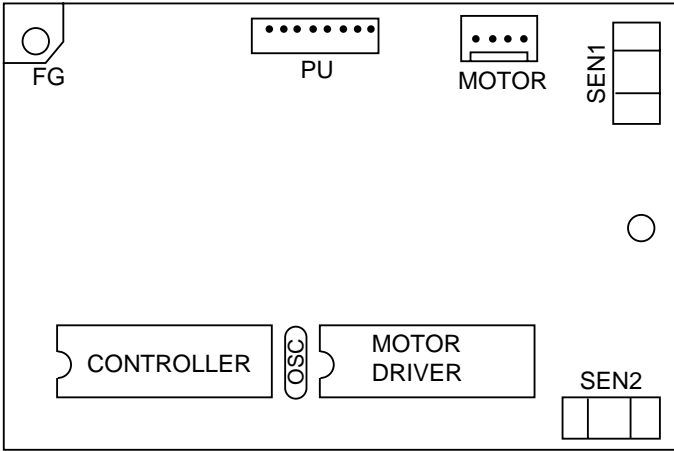 FG
PU
MOTOR
SEN1
CONTROLLER
OSC
MOTOR
DRIVER
SEN2